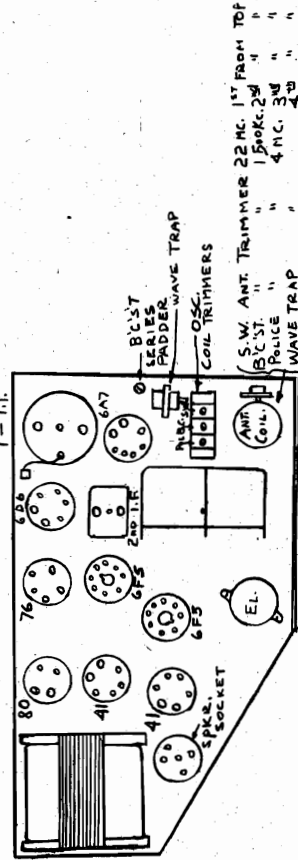 80
76
6D6
6A7
41
6F5
2ND I.F.
41
6F5
SPKR.
SOCKET
EL.
ANT.
COIL
B'C'ST
SERIES
PADDER
WAVE TRAP
OSC.
COIL TRIMMERS
S.W. ANT. TRIMMER 22 MC. 1ST FROM TOP
B'C'ST. " " 1500KC. 2ND " "
POLICE " " 4 MC. 3RD " "
WAVE TRAP " 4TH " "